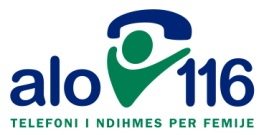 alo 116
TELEFONI I NDIHMES PER FEMIJE